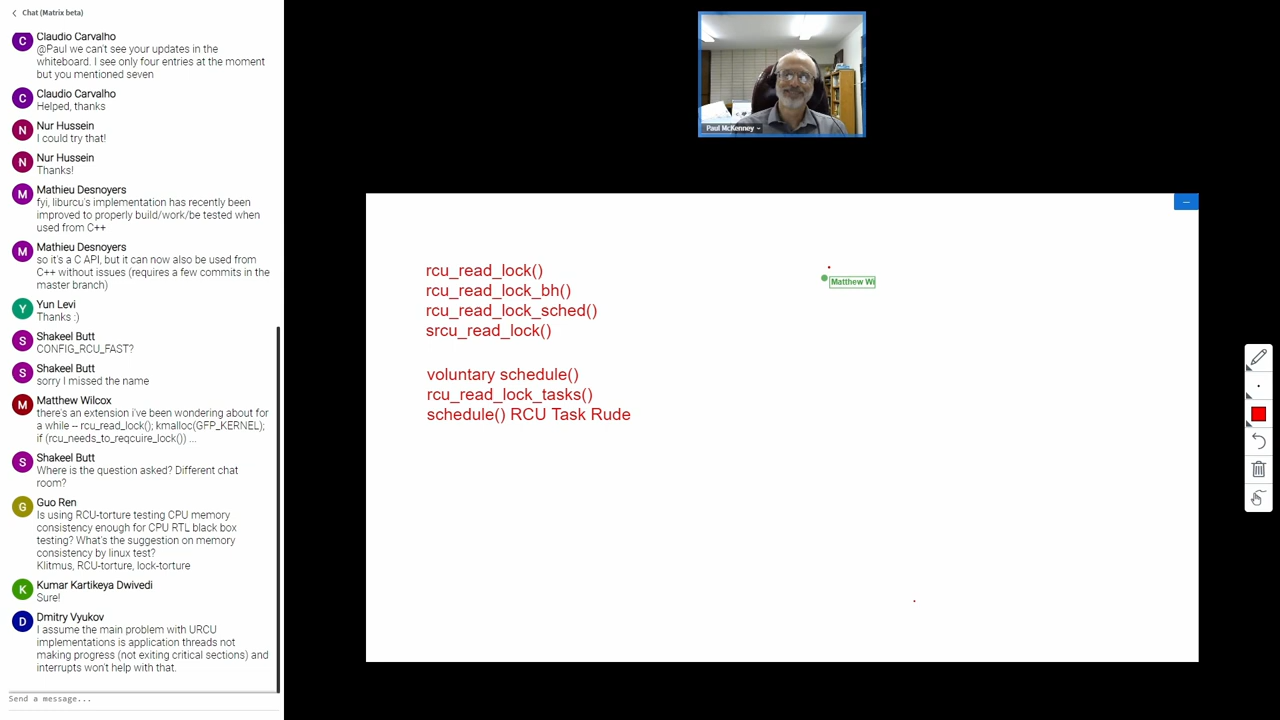 Chat (Matrix beta)
C
Claudio Carvalho
@Paul we can't see your updates in the
whiteboard. I see only four entries at the moment
but you mentioned seven
C
Claudio Carvalho
Helped, thanks
N
Nur Hussein
I could try that!
N
Nur Hussein
Thanks!
M
Mathieu Desnoyers
fyi, liburcu's implementation has recently been
improved to properly build/work/be tested when
used from C++
M
Mathieu Desnoyers
so it's a C API, but it can now also be used from
C++ without issues (requires a few commits in the
master branch)
Y
Yun Levi
Thanks :)
S
Shakeel Butt
CONFIG_RCU_FAST?
S
Shakeel Butt
sorry I missed the name
M
Matthew Wilcox
there's an extension i've been wondering about for
a while -- rcu_read_lock(); kmalloc(GFP_KERNEL);
if (rcu_needs_to_reqcuire_lock()) ...
S
Shakeel Butt
Where is the question asked? Different chat
room?
G
Guo Ren
Is using RCU-torture testing CPU memory
consistency enough for CPU RTL black box
testing? What's the suggestion on memory
consistency by linux test?
Klitmus, RCU-torture, lock-torture
K
Kumar Kartikeya Dwivedi
Sure!
D
Dmitry Vyukov
I assume the main problem with URCU
implementations is application threads not
making progress (not exiting critical sections) and
interrupts won't help with that.
Send a message...
Paul McKenney
rcu_read_lock()
rcu_read_lock_bh()
rcu_read_lock_sched()
srcu_read_lock()
voluntary schedule()
rcu_read_lock_tasks()
schedule() RCU Task Rude
Matthew Wi